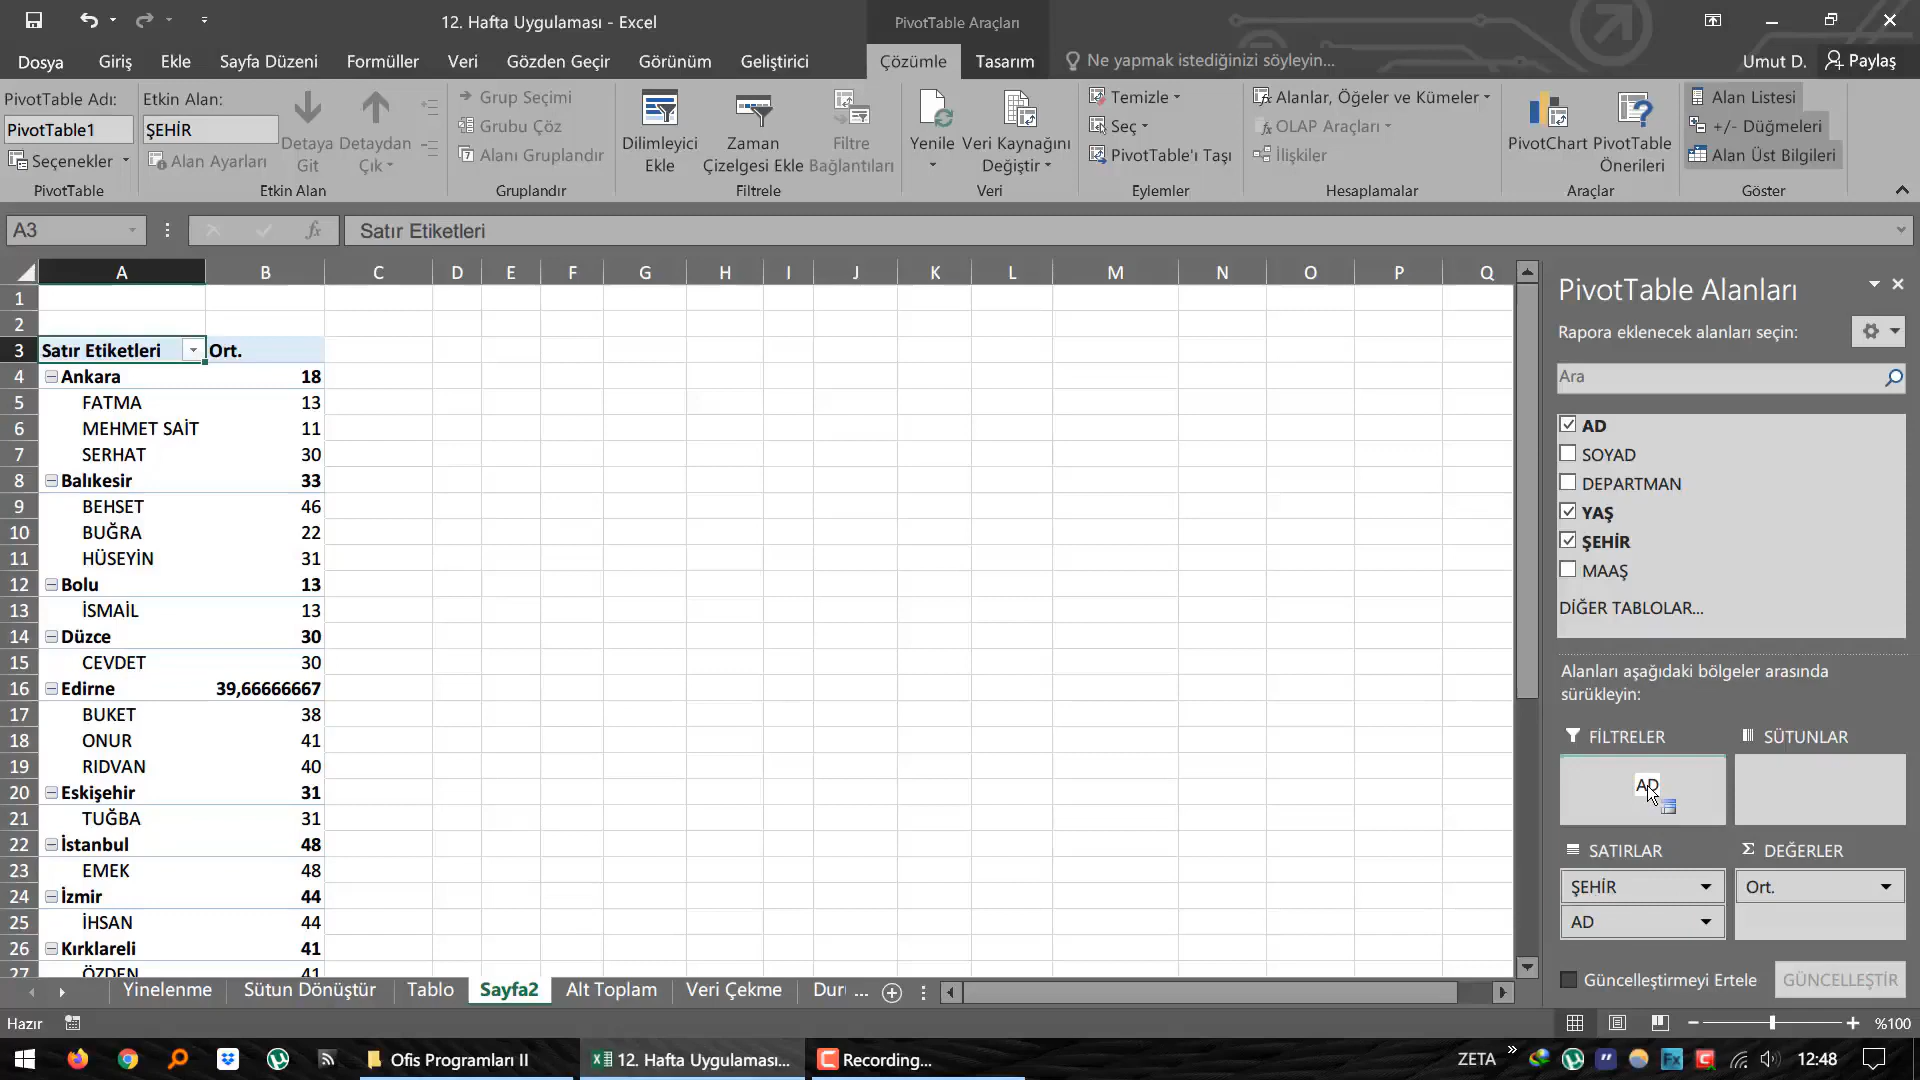 12. Hafta Uygulaması - Excel
PivotTable Araçları
Dosya
Giriş
Ekle
Sayfa Düzeni
Formüller
Veri
Gözden Geçir
Görünüm
Geliştirici
Çözümle
Tasarım
Ne yapmak istediğinizi söyleyin...
Umut D.
Paylaş
PivotTable Adı:
PivotTable1
Seçenekler
PivotTable
Etkin Alan:
ŞEHİR
Alan Ayarları
Detaya Git
Detaydan Çık
Etkin Alan
Grup Seçimi
Grubu Çöz
Alanı Gruplandır
Gruplandır
Dilimleyici Ekle
Zaman Çizelgesi Ekle
Filtre Bağlantıları
Filtrele
Yenile
Veri Kaynağını Değiştir
Veri
Temizle
Seç
PivotTable'ı Taşı
Eylemler
Alanlar, Öğeler ve Kümeler
OLAP Araçları
İlişkiler
Hesaplamalar
PivotChart
PivotTable Önerileri
Araçlar
Alan Listesi
+/- Düğmeleri
Alan Üst Bilgileri
Göster
A3
fx
Satır Etiketleri
A B C D E F G H I J K L M N O P Q
1
2
3 Satır Etiketleri Ort.
4 Ankara 18
5 FATMA 13
6 MEHMET SAİT 11
7 SERHAT 30
8 Balıkesir 33
9 BEHSET 46
10 BUĞRA 22
11 HÜSEYİN 31
12 Bolu 13
13 İSMAİL 13
14 Düzce 30
15 CEVDET 30
16 Edirne 39,66666667
17 BUKET 38
18 ONUR 41
19 RIDVAN 40
20 Eskişehir 31
21 TUĞBA 31
22 İstanbul 48
23 EMEK 48
24 İzmir 44
25 İHSAN 44
26 Kırklareli 41
27 ÖZDEN 41
PivotTable Alanları
Rapora eklenecek alanları seçin:
Ara
AD
SOYAD
DEPARTMAN
YAŞ
ŞEHİR
MAAŞ
DİĞER TABLOLAR...
Alanları aşağıdaki bölgeler arasında
sürükleyin:
FİLTRELER
SÜTUNLAR
AD
SATIRLAR
Σ DEĞERLER
ŞEHİR
Ort.
AD
Güncelleştirmeyi Ertele
GÜNCELLEŞTİR
Yinelenme
Sütun Dönüştür
Tablo
Sayfa2
Alt Toplam
Veri Çekme
Duru ...
Hazır
%100
Ofis Programları II
12. Hafta Uygulaması...
Recording...
ZETA
12:48